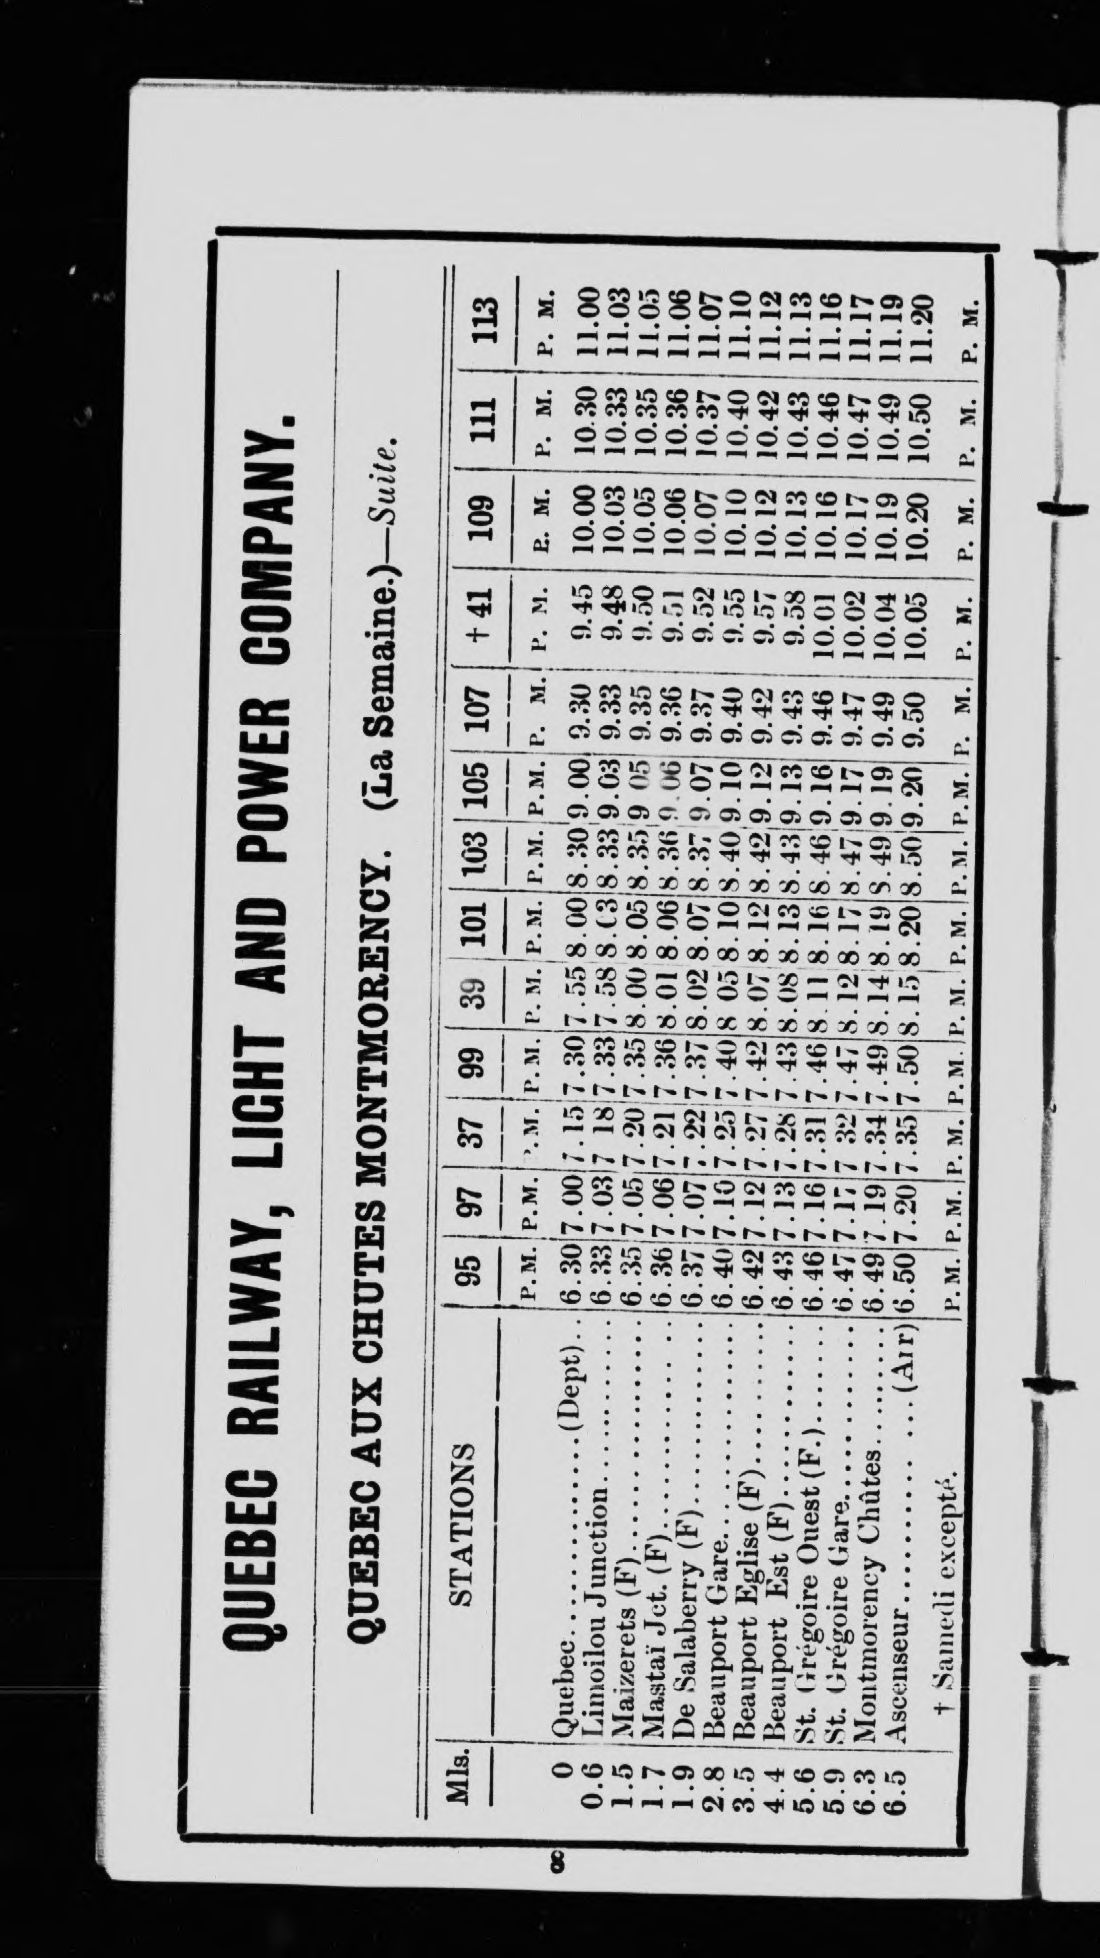 QUEBEC RAILWAY, LIGHT AND POWER COMPANY.
QUEBEC AUX CHUTES MONTMORENCY. (La Semaine.)—Suite.
Mls. STATIONS 95 97 37 99 39 101 103 105 107 † 41 109 111 113
P.M. P.M. P.M. P.M. P.M. P.M. P.M. P.M. P. M. P. M. P. M. P. M. P. M.
0 Quebec..............(Dept).. 6.30 7.00 7.15 7.30 7.55 8.00 8.30 9.00 9.30 9.45 10.00 10.30 11.00
0.6 Limoilou Junction............ 6.33 7.03 7 18 7.33 7.58 8.03 8.33 9.03 9.33 9.48 10.03 10.33 11.03
1.5 Maizerets (F)................ 6.35 7.05 7.20 7.35 8.00 8.05 8.35 9 05 9.35 9.50 10.05 10.35 11.05
1.7 Mastaï Jct. (F).............. 6.36 7.06 7.21 7.36 8.01 8.06 8.36 9.06 9.36 9.51 10.06 10.36 11.06
1.9 De Salaberry (F)............. 6.37 7.07 7.22 7.37 8.02 8.07 8.37 9.07 9.37 9.52 10.07 10.37 11.07
2.8 Beauport Gare................ 6.40 7.10 7.25 7.40 8 05 8.10 8.40 9.10 9.40 9.55 10.10 10.40 11.10
3.5 Beauport Eglise (F).......... 6.42 7.12 7.27 7.42 8.07 8.12 8.42 9.12 9.42 9.57 10.12 10.42 11.12
4.4 Beauport Est (F)............. 6.43 7.13 7.28 7.43 8.08 8.13 8.43 9.13 9.43 9.58 10.13 10.43 11.13
5.6 St. Grégoire Ouest (F.)........ 6.46 7.16 7.31 7.46 8.11 8.16 8.46 9.16 9.46 10.01 10.16 10.46 11.16
5.9 St. Grégoire Gare............. 6.47 7.17 7 32 7.47 8.12 8.17 8.47 9.17 9.47 10.02 10.17 10.47 11.17
6.3 Montmorency Chûtes......... 6.49 7.19 7.34 7.49 8.14 8.19 8.49 9.19 9.49 10.04 10.19 10.49 11.19
6.5 Ascenseur..............(Arr) 6.50 7.20 7.35 7.50 8.15 8.20 8.50 9.20 9.50 10.05 10.20 10.50 11.20
† Samedi excepté. P.M. P.M. P.M. P.M. P.M. P.M. P.M. P.M. P. M. P. M. P. M. P. M. P. M.
8